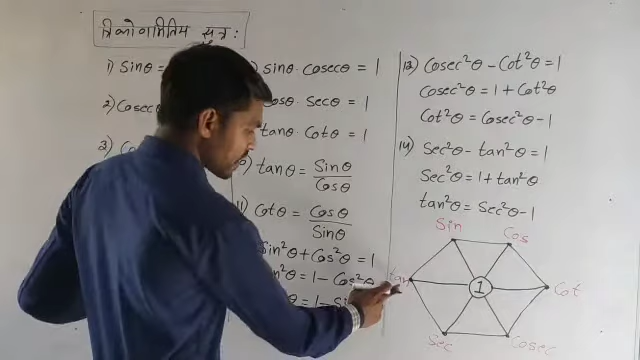 त्रिकोणमितिय सूत्र:
1) Sinθ =
2) Cosec
3)
sinθ · Cosecθ = 1
Cosθ · Secθ = 1
tanθ · Cotθ = 1
tanθ = Sinθ
Cosθ
11) Cotθ = Cosθ
Sinθ
Sin²θ + Cos²θ = 1
= 1 - Cos²θ
= 1 -
13) Cosec²θ - Cot²θ = 1
Cosec²θ = 1 + Cot²θ
Cot²θ = Cosec²θ - 1
14) Sec²θ - tan²θ = 1
Sec²θ = 1 + tan²θ
tan²θ = Sec²θ - 1
Sin
Cos
tan
1
Cot
Sec
Cosec